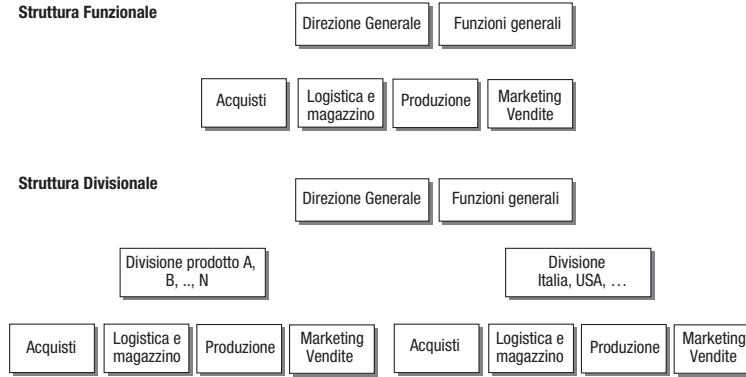 Struttura Funzionale
Direzione Generale
Funzioni generali
Acquisti
Logistica e
magazzino
Produzione
Marketing
Vendite
Struttura Divisionale
Direzione Generale
Funzioni generali
Divisione prodotto A,
B, .., N
Divisione
Italia, USA, …
Acquisti
Logistica e
magazzino
Produzione
Marketing
Vendite
Acquisti
Logistica e
magazzino
Produzione
Marketing
Vendite